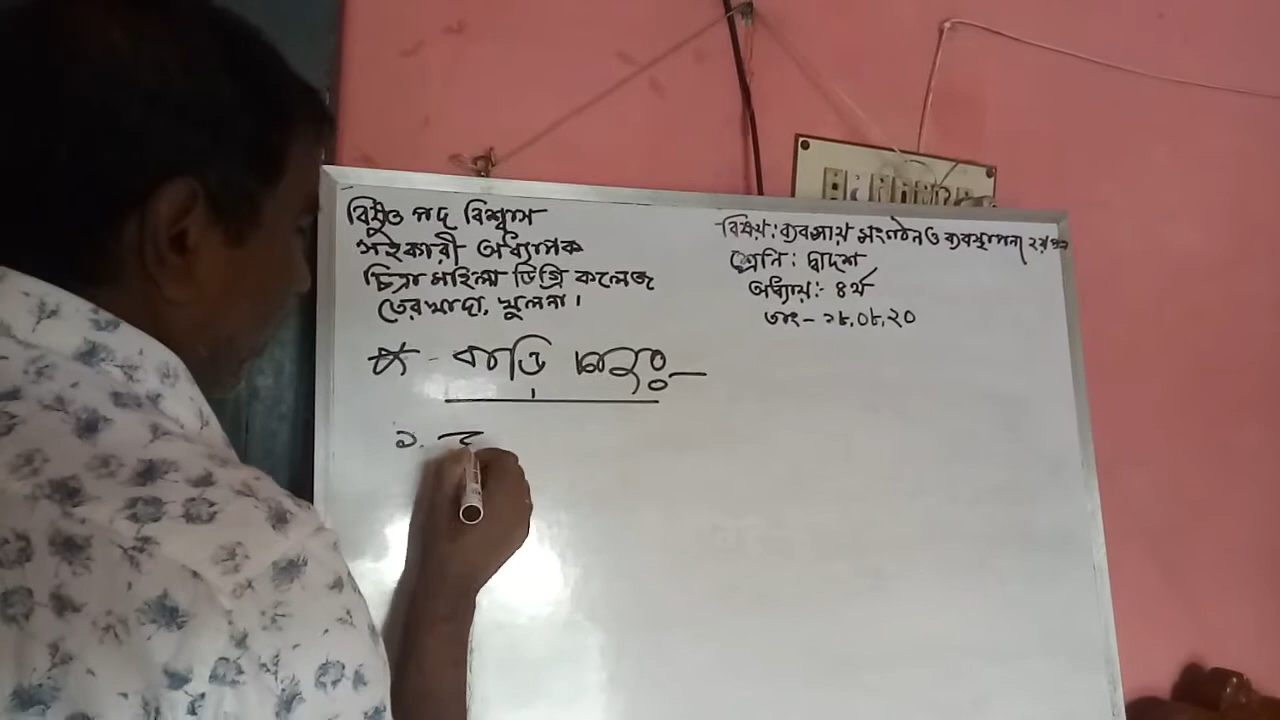 বিষ্ণু পদ বিশ্বাস
সহকারী অধ্যাপক
চিত্রা মহিলা ডিগ্রি কলেজ
তেরখাদা, খুলনা।
বিষয়: ব্যবসায় সংগঠন ও ব্যবস্থাপনা ২য় পত্র
শ্রেনি: দ্বাদশ
অধ্যায়:- ৪র্থ
তাং- ২৮.০৮.২০
বাড়ি
১.